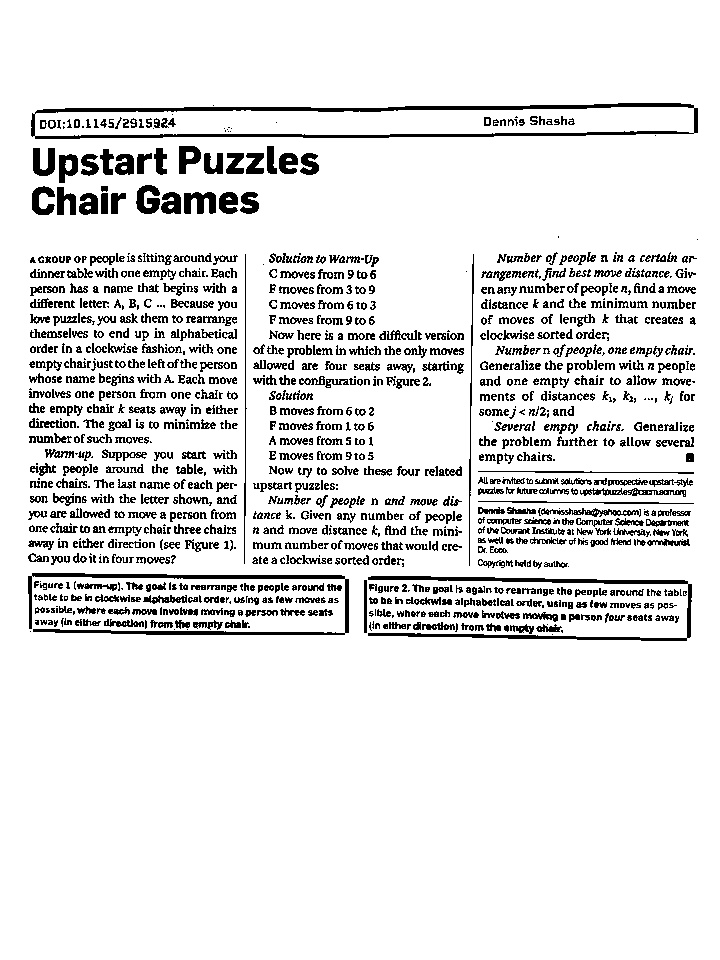 DOI:10.1145/2915924
Dennis Shasha
Upstart Puzzles
Chair Games
A GROUP OF people is sitting around your
dinner table with one empty chair. Each
person has a name that begins with a
different letter: A, B, C ... Because you
love puzzles, you ask them to rearrange
themselves to end up in alphabetical
order in a clockwise fashion, with one
empty chair just to the left of the person
whose name begins with A. Each move
involves one person from one chair to
the empty chair k seats away in either
direction. The goal is to minimize the
number of such moves.
Warm-up. Suppose you start with
eight people around the table, with
nine chairs. The last name of each per-
son begins with the letter shown, and
you are allowed to move a person from
one chair to an empty chair three chairs
away in either direction (see Figure 1).
Can you do it in four moves?
Solution to Warm-Up
C moves from 9 to 6
F moves from 3 to 9
C moves from 6 to 3
F moves from 9 to 6
Now here is a more difficult version
of the problem in which the only moves
allowed are four seats away, starting
with the configuration in Figure 2.
Solution
B moves from 6 to 2
F moves from 1 to 6
A moves from 5 to 1
E moves from 9 to 5
Now try to solve these four related
upstart puzzles:
Number of people n and move dis-
tance k. Given any number of people
n and move distance k, find the mini-
mum number of moves that would cre-
ate a clockwise sorted order;
Number of people n in a certain ar-
rangement, find best move distance. Giv-
en any number of people n, find a move
distance k and the minimum number
of moves of length k that creates a
clockwise sorted order;
Number n of people, one empty chair.
Generalize the problem with n people
and one empty chair to allow move-
ments of distances k1, k2, ..., kj for
some j < n/2; and
Several empty chairs. Generalize
the problem further to allow several
empty chairs.
All are invited to submit solutions and prospective upstart-style
puzzles for future columns to upstartpuzzles@cacm.acm.org
Dennis Shasha (dennisshasha@yahoo.com) is a professor
of computer science in the Computer Science Department
of the Courant Institute at New York University, New York,
as well as the chronicler of his good friend the omniheurist
Dr. Ecco.
Copyright held by author.
Figure 1 (warm-up). The goal is to rearrange the people around the
table to be in clockwise alphabetical order, using as few moves as
possible, where each move involves moving a person three seats
away (in either direction) from the empty chair.
Figure 2. The goal is again to rearrange the people around the table
to be in clockwise alphabetical order, using as few moves as pos-
sible, where each move involves moving a person four seats away
(in either direction) from the empty chair.